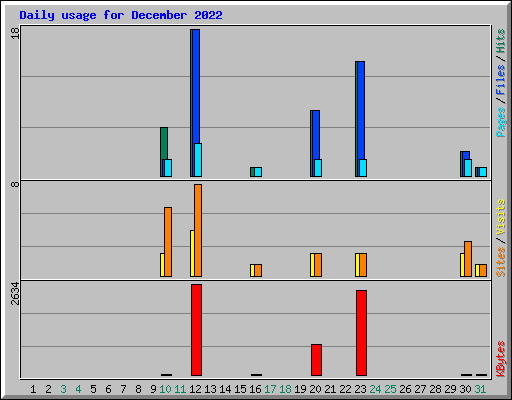 Daily usage for December 2022
18
8
2634
Pages / Files / Hits
Sites / Visits
KBytes
1 2 3 4 5 6 7 8 9 10 11 12 13 14 15 16 17 18 19 20 21 22 23 24 25 26 27 28 29 30 31